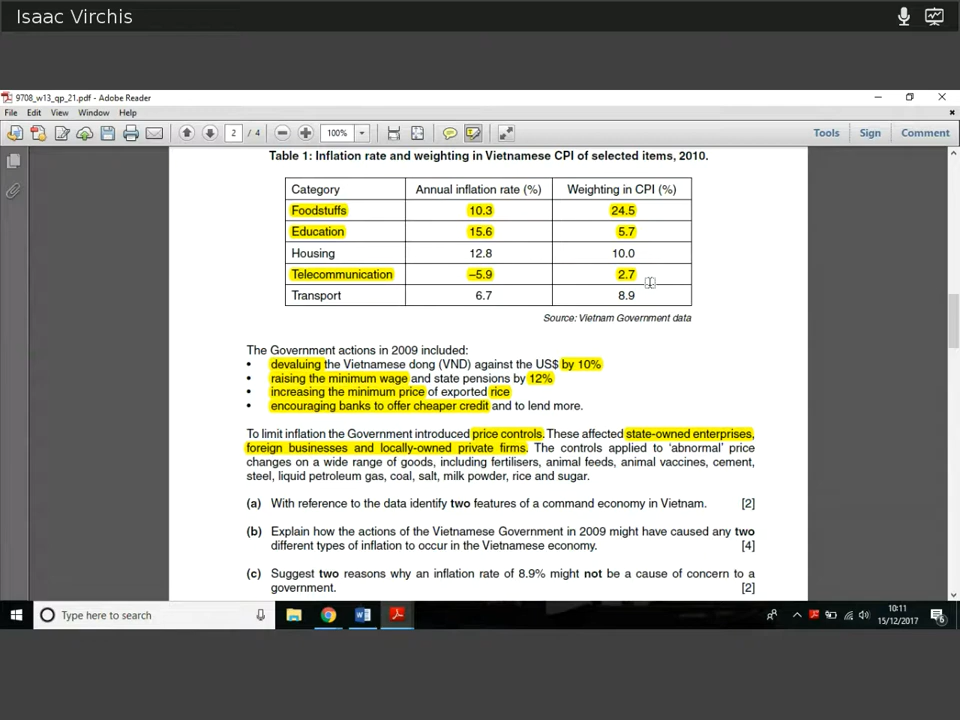 Isaac Virchis
9708_w13_qp_21.pdf - Adobe Reader
File Edit View Window Help
2 / 4 100% Tools Sign Comment
Table 1: Inflation rate and weighting in Vietnamese CPI of selected items, 2010.
Category Annual inflation rate (%) Weighting in CPI (%)
Foodstuffs 10.3 24.5
Education 15.6 5.7
Housing 12.8 10.0
Telecommunication –5.9 2.7
Transport 6.7 8.9
Source: Vietnam Government data
The Government actions in 2009 included:
• devaluing the Vietnamese dong (VND) against the US$ by 10%
• raising the minimum wage and state pensions by 12%
• increasing the minimum price of exported rice
• encouraging banks to offer cheaper credit and to lend more.
To limit inflation the Government introduced price controls. These affected state-owned enterprises,
foreign businesses and locally-owned private firms. The controls applied to 'abnormal' price
changes on a wide range of goods, including fertilisers, animal feeds, animal vaccines, cement,
steel, liquid petroleum gas, coal, salt, milk powder, rice and sugar.
(a) With reference to the data identify two features of a command economy in Vietnam. [2]
(b) Explain how the actions of the Vietnamese Government in 2009 might have caused any two
different types of inflation to occur in the Vietnamese economy. [4]
(c) Suggest two reasons why an inflation rate of 8.9% might not be a cause of concern to a
government. [2]
Type here to search
10:11
15/12/2017